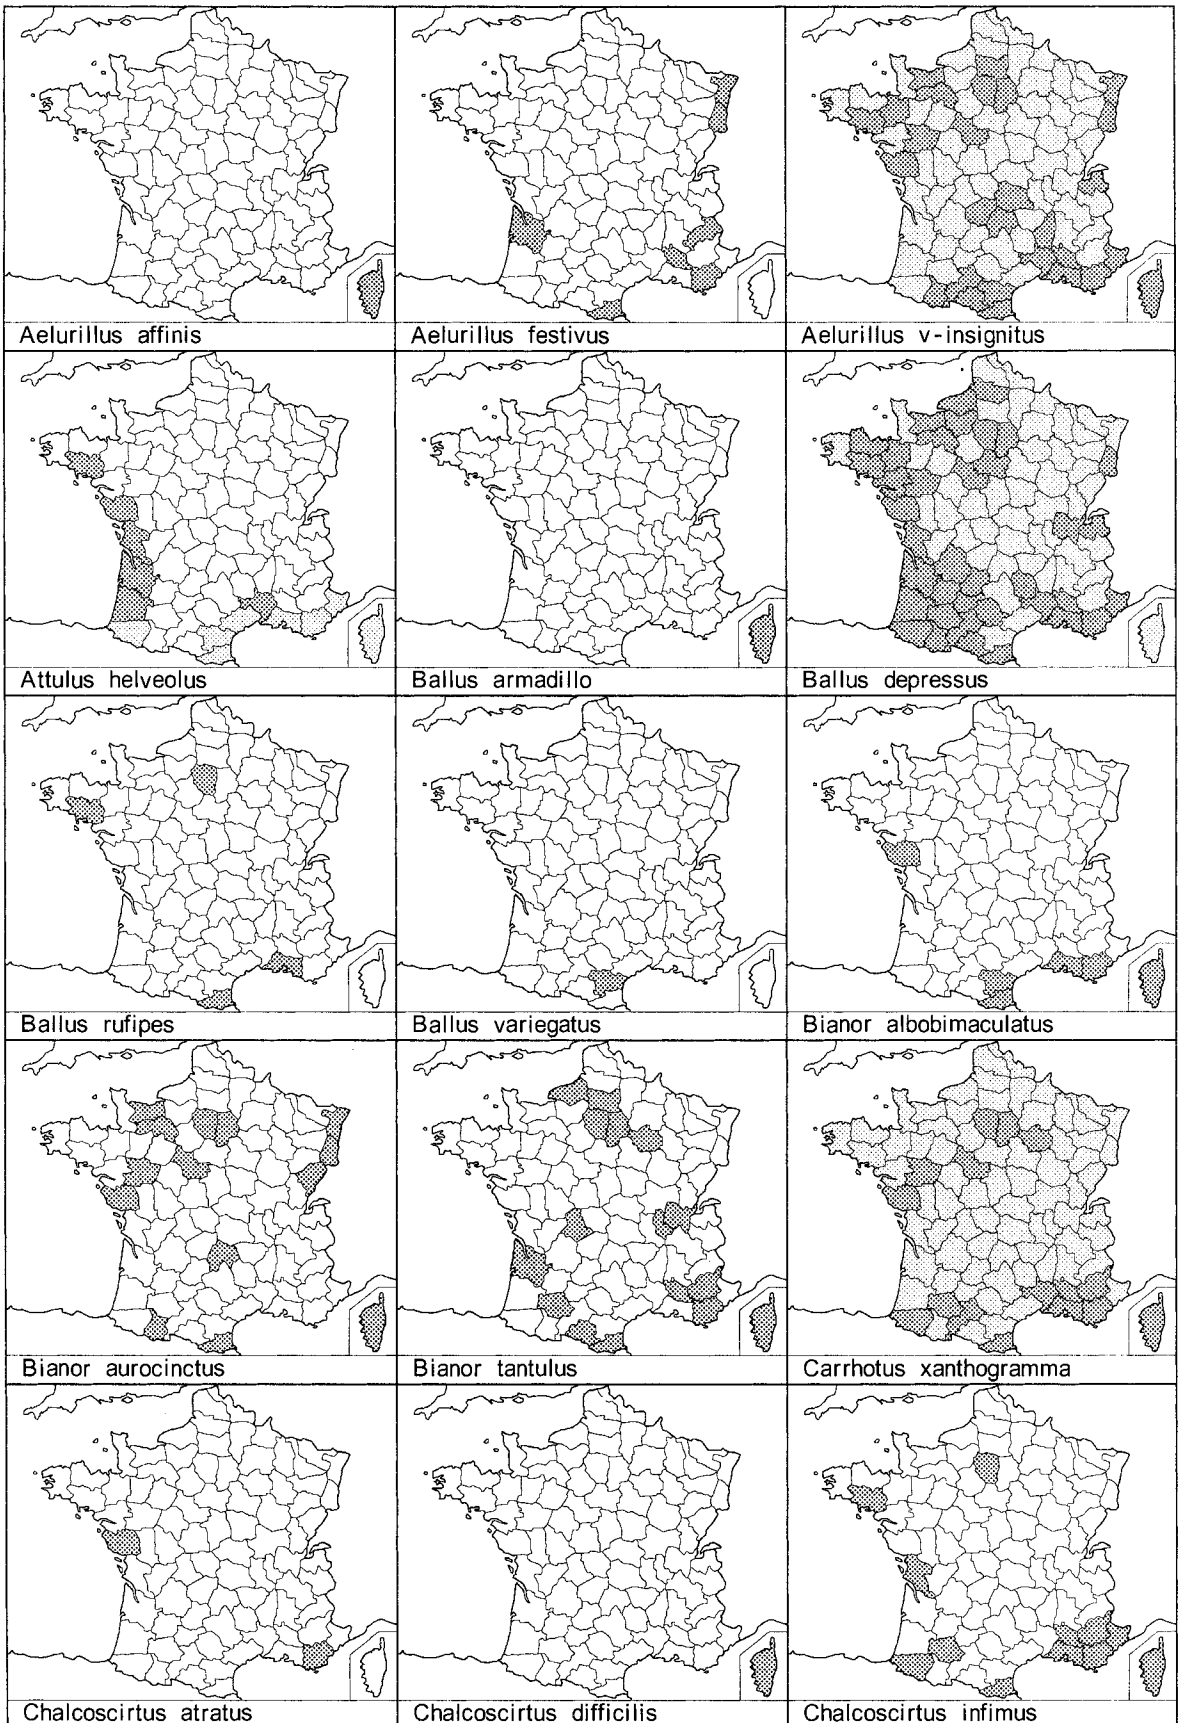 Aelurillus affinis
Aelurillus festivus
Aelurillus v-insignitus
Attulus helveolus
Ballus armadillo
Ballus depressus
Ballus rufipes
Ballus variegatus
Bianor albobimaculatus
Bianor aurocinctus
Bianor tantulus
Carrhotus xanthogramma
Chalcoscirtus atratus
Chalcoscirtus difficilis
Chalcoscirtus infimus